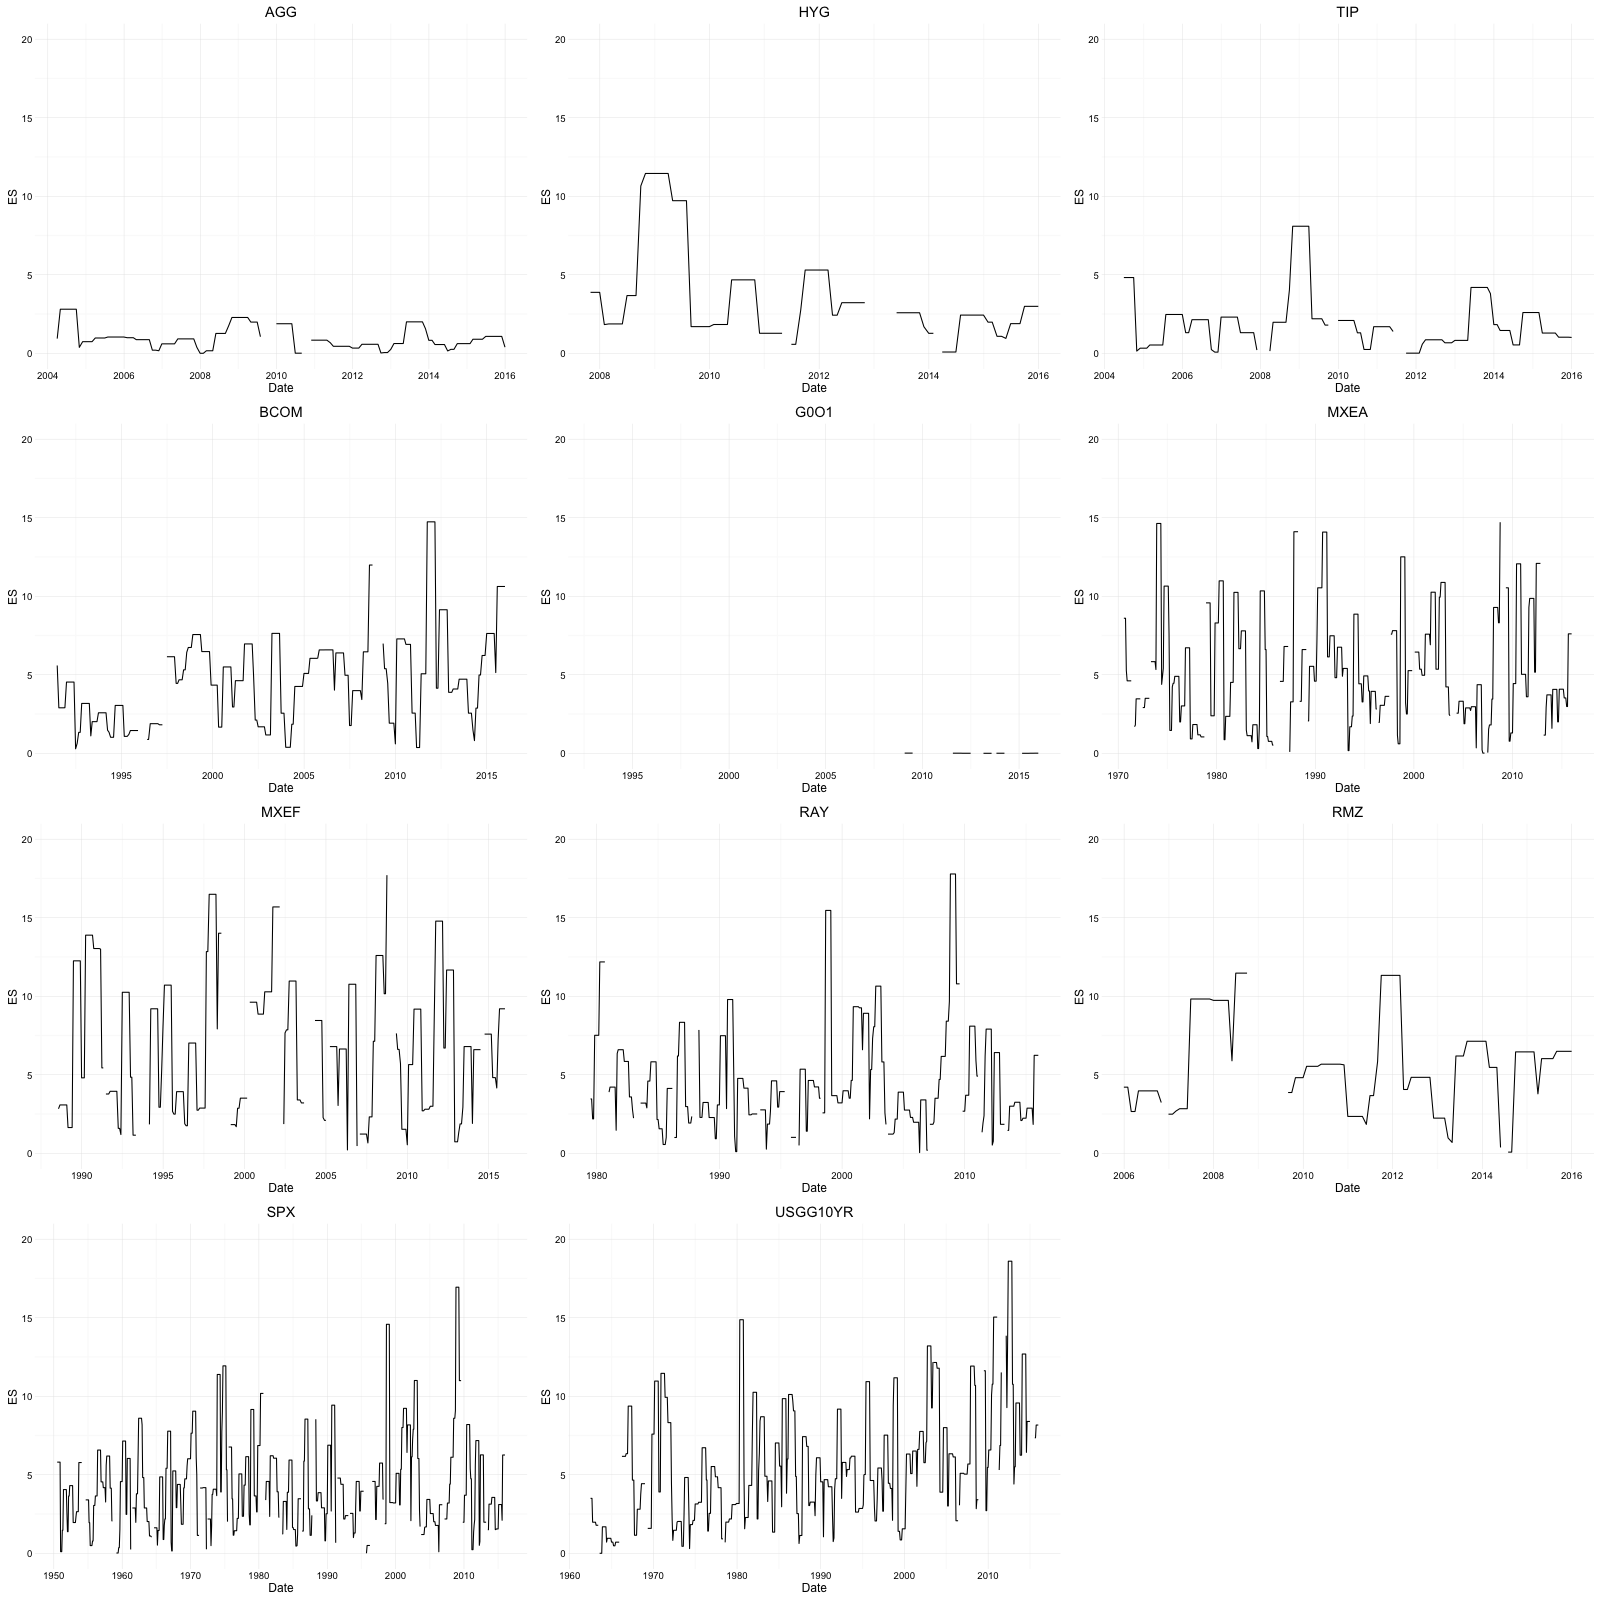 AGG HYG TIP
20 20 20
15 15 15
10 10 10
ES ES ES
5 5 5
0 0 0
2004 2006 2008 2010 2012 2014 2016 2008 2010 2012 2014 2016 2004 2006 2008 2010 2012 2014 2016
Date Date Date
BCOM G0O1 MXEA
20 20 20
15 15 15
10 10 10
ES ES ES
5 5 5
0 0 0
1995 2000 2005 2010 2015 1995 2000 2005 2010 2015 1970 1980 1990 2000 2010
Date Date Date
MXEF RAY RMZ
20 20 20
15 15 15
10 10 10
ES ES ES
5 5 5
0 0 0
1990 1995 2000 2005 2010 2015 1980 1990 2000 2010 2006 2008 2010 2012 2014 2016
Date Date Date
SPX USGG10YR
20 20
15 15
10 10
ES ES
5 5
0 0
1950 1960 1970 1980 1990 2000 2010 1960 1970 1980 1990 2000 2010
Date Date